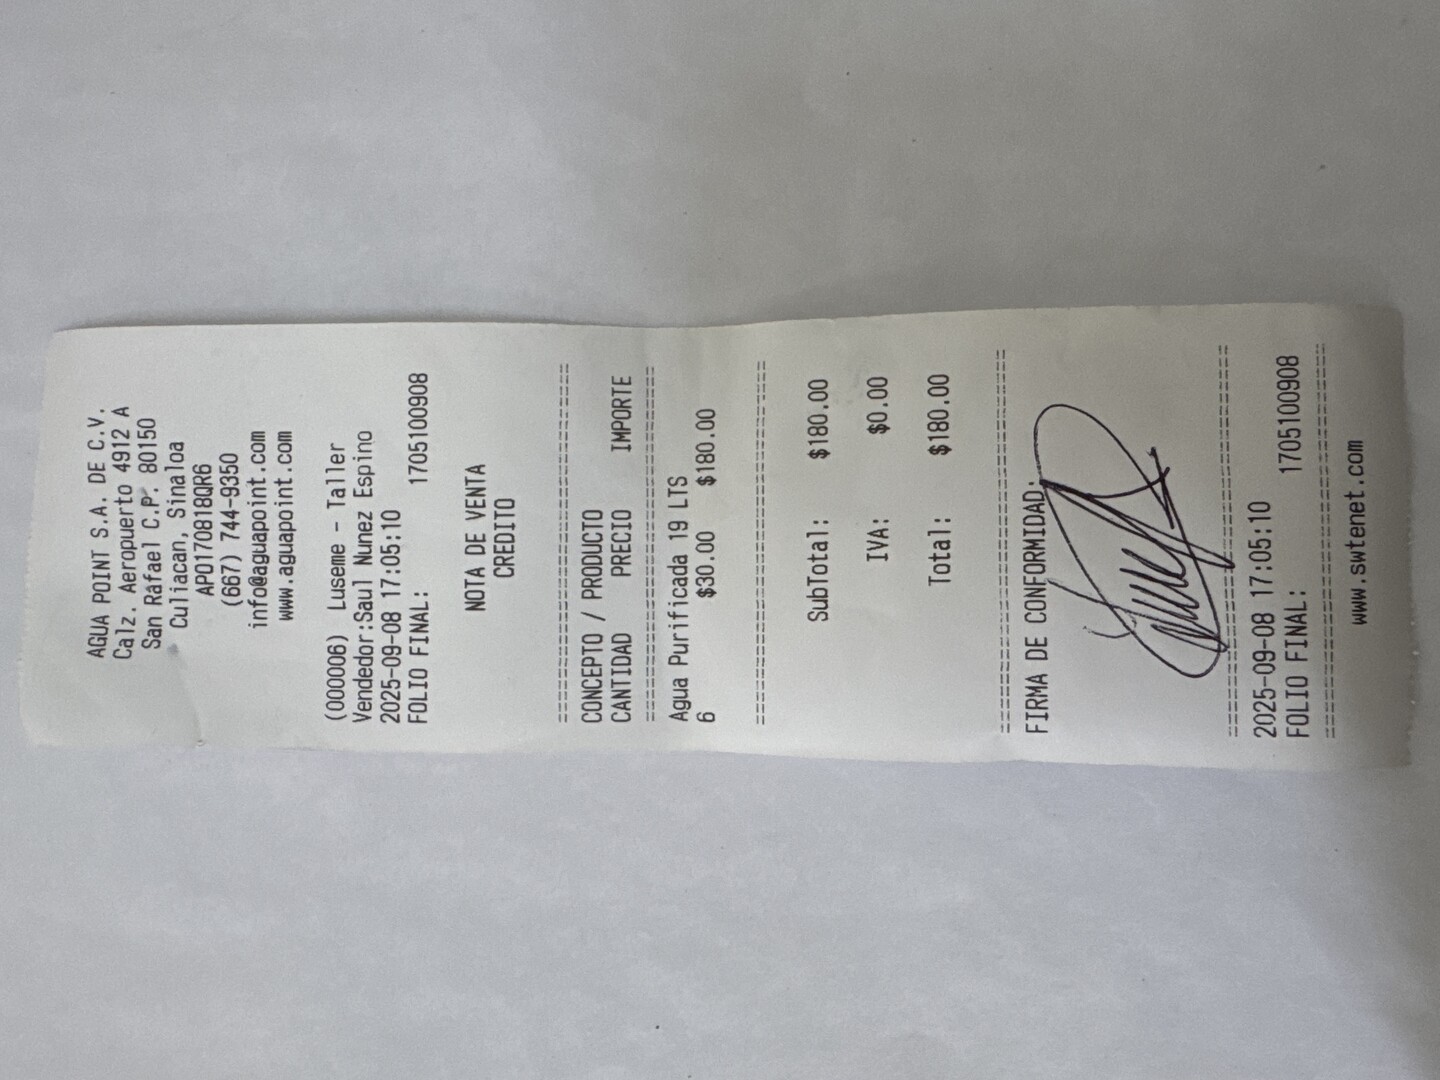 AGUA POINT S.A. DE C.V.
Calz. Aeropuerto 4912 A
San Rafael C.P. 80150
Culiacan, Sinaloa
APO170818QR6
(667) 744-9350
info@aguapoint.com
www.aguapoint.com
(000006) Luseme - Taller
Vendedor:Saul Nunez Espino
2025-09-08 17:05:10
FOLIO FINAL: 1705100908
NOTA DE VENTA
CREDITO
CONCEPTO / PRODUCTO
CANTIDAD PRECIO IMPORTE
Agua Purificada 19 LTS
6 $30.00 $180.00
SubTotal: $180.00
IVA: $0.00
Total: $180.00
FIRMA DE CONFORMIDAD:
2025-09-08 17:05:10
FOLIO FINAL: 1705100908
www.swtenet.com